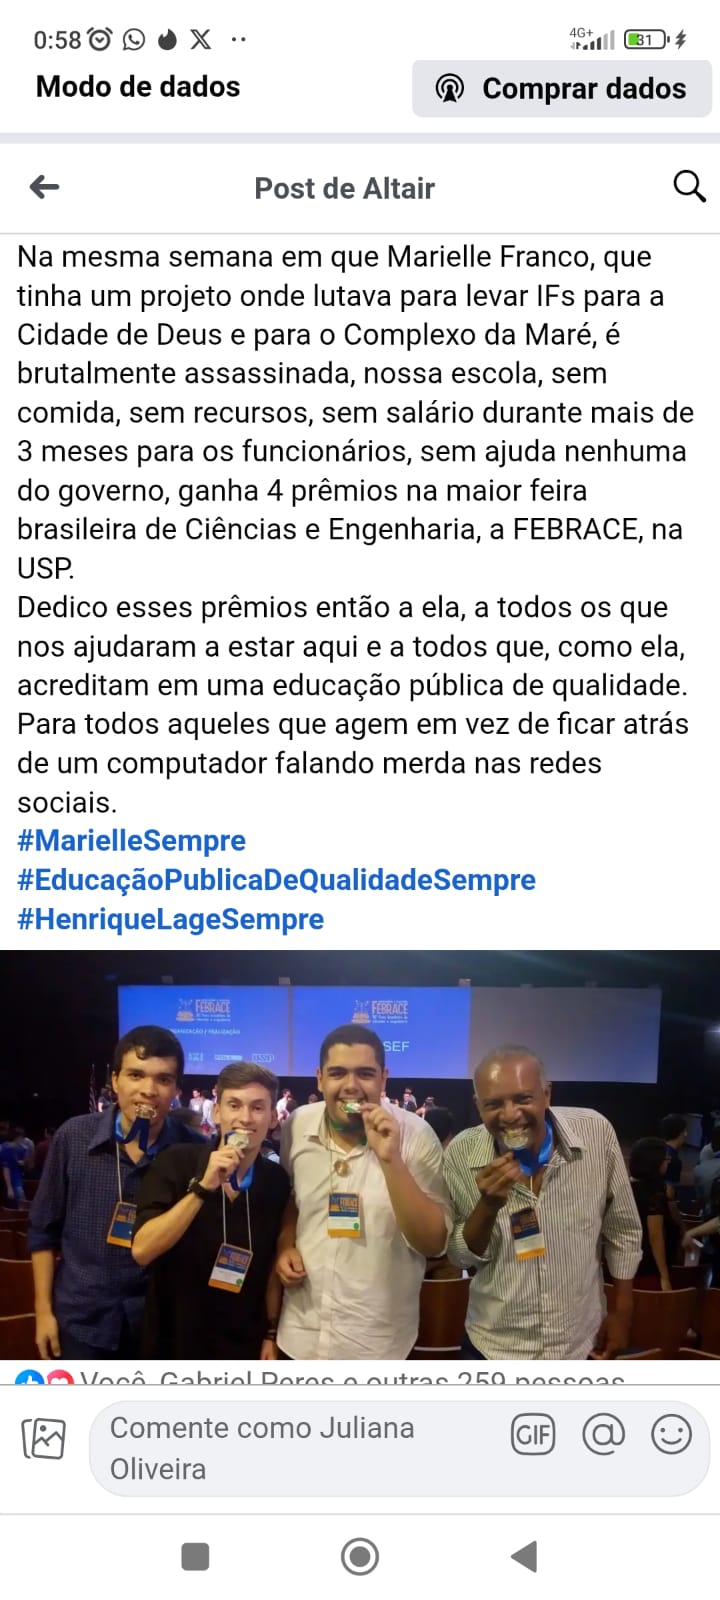 0:58
4G+
31
Modo de dados
Comprar dados
Post de Altair
Na mesma semana em que Marielle Franco, que
tinha um projeto onde lutava para levar IFs para a
Cidade de Deus e para o Complexo da Maré, é
brutalmente assassinada, nossa escola, sem
comida, sem recursos, sem salário durante mais de
3 meses para os funcionários, sem ajuda nenhuma
do governo, ganha 4 prêmios na maior feira
brasileira de Ciências e Engenharia, a FEBRACE, na
USP.
Dedico esses prêmios então a ela, a todos os que
nos ajudaram a estar aqui e a todos que, como ela,
acreditam em uma educação pública de qualidade.
Para todos aqueles que agem em vez de ficar atrás
de um computador falando merda nas redes
sociais.
#MarielleSempre
#EducaçãoPublicaDeQualidadeSempre
#HenriqueLageSempre
FEBRACE
FEBRACE
ORGANIZAÇÃO / REALIZAÇÃO
USP
SEF
Você, Gabriel Peres e outras 259 pessoas
Comente como Juliana
Oliveira
GIF